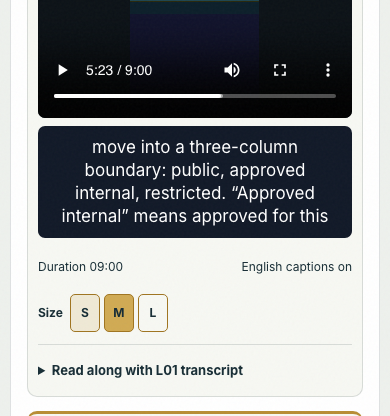 5:23 / 9:00
move into a three-column
boundary: public, approved
internal, restricted. “Approved
internal” means approved for this
Duration 09:00 English captions on
Size S M L
Read along with L01 transcript